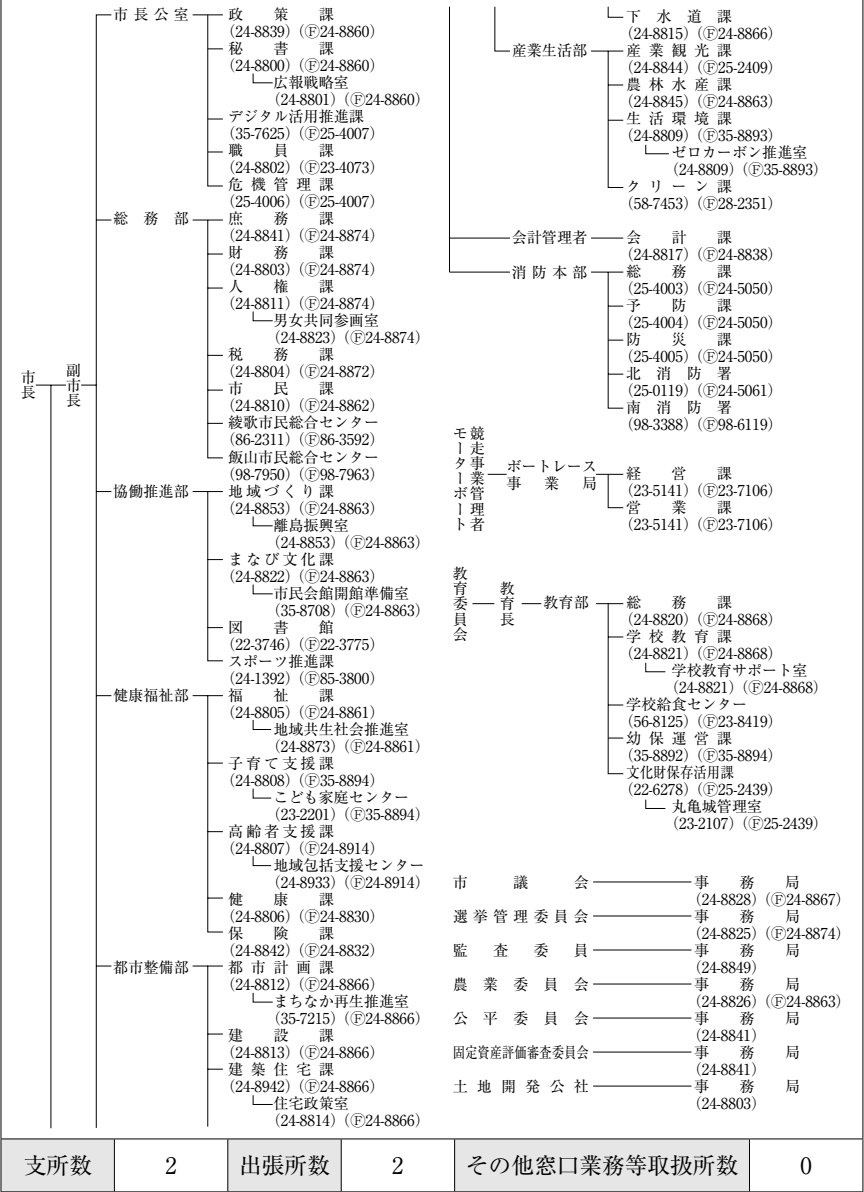 市長
副市長
市長公室
政策課
(24-8839) (Ⓕ24-8860)
秘書課
(24-8800) (Ⓕ24-8860)
広報戦略室
(24-8801) (Ⓕ24-8860)
デジタル活用推進課
(35-7625) (Ⓕ25-4007)
職員課
(24-8802) (Ⓕ23-4073)
危機管理課
(25-4006) (Ⓕ25-4007)
総務部
庶務課
(24-8841) (Ⓕ24-8874)
財務課
(24-8803) (Ⓕ24-8874)
人権課
(24-8811) (Ⓕ24-8874)
男女共同参画室
(24-8823) (Ⓕ24-8874)
税務課
(24-8804) (Ⓕ24-8872)
市民課
(24-8810) (Ⓕ24-8862)
綾歌市民総合センター
(86-2311) (Ⓕ86-3592)
飯山市民総合センター
(98-7950) (Ⓕ98-7963)
協働推進部
地域づくり課
(24-8853) (Ⓕ24-8863)
離島振興室
(24-8853) (Ⓕ24-8863)
まなび文化課
(24-8822) (Ⓕ24-8863)
市民会館開館準備室
(35-8708) (Ⓕ24-8863)
図書館
(22-3746) (Ⓕ22-3775)
スポーツ推進課
(24-1392) (Ⓕ85-3800)
健康福祉部
福祉課
(24-8805) (Ⓕ24-8861)
地域共生社会推進室
(24-8873) (Ⓕ24-8861)
子育て支援課
(24-8808) (Ⓕ35-8894)
こども家庭センター
(23-2201) (Ⓕ35-8894)
高齢者支援課
(24-8807) (Ⓕ24-8914)
地域包括支援センター
(24-8933) (Ⓕ24-8914)
健康課
(24-8806) (Ⓕ24-8830)
保険課
(24-8842) (Ⓕ24-8832)
都市整備部
都市計画課
(24-8812) (Ⓕ24-8866)
まちなか再生推進室
(35-7215) (Ⓕ24-8866)
建設課
(24-8813) (Ⓕ24-8866)
建築住宅課
(24-8942) (Ⓕ24-8866)
住宅政策室
(24-8814) (Ⓕ24-8866)
下水道課
(24-8815) (Ⓕ24-8866)
産業生活部
産業観光課
(24-8844) (Ⓕ25-2409)
農林水産課
(24-8845) (Ⓕ24-8863)
生活環境課
(24-8809) (Ⓕ35-8893)
ゼロカーボン推進室
(24-8809) (Ⓕ35-8893)
クリーン課
(58-7453) (Ⓕ28-2351)
会計管理者
会計課
(24-8817) (Ⓕ24-8838)
消防本部
総務課
(25-4003) (Ⓕ24-5050)
予防課
(25-4004) (Ⓕ24-5050)
防災課
(25-4005) (Ⓕ24-5050)
北消防署
(25-0119) (Ⓕ24-5061)
南消防署
(98-3388) (Ⓕ98-6119)
モーターボート
競走事業管理者
ボートレース
事業局
経営課
(23-5141) (Ⓕ23-7106)
営業課
(23-5141) (Ⓕ23-7106)
教育委員会
教育長
教育部
総務課
(24-8820) (Ⓕ24-8868)
学校教育課
(24-8821) (Ⓕ24-8868)
学校教育サポート室
(24-8821) (Ⓕ24-8868)
学校給食センター
(56-8125) (Ⓕ23-8419)
幼保運営課
(35-8892) (Ⓕ35-8894)
文化財保存活用課
(22-6278) (Ⓕ25-2439)
丸亀城管理室
(23-2107) (Ⓕ25-2439)
市議会 事務局
(24-8828) (Ⓕ24-8867)
選挙管理委員会 事務局
(24-8825) (Ⓕ24-8874)
監査委員 事務局
(24-8849)
農業委員会 事務局
(24-8826) (Ⓕ24-8863)
公平委員会 事務局
(24-8841)
固定資産評価審査委員会 事務局
(24-8841)
土地開発公社 事務局
(24-8803)
支所数 2 出張所数 2 その他窓口業務等取扱所数 0